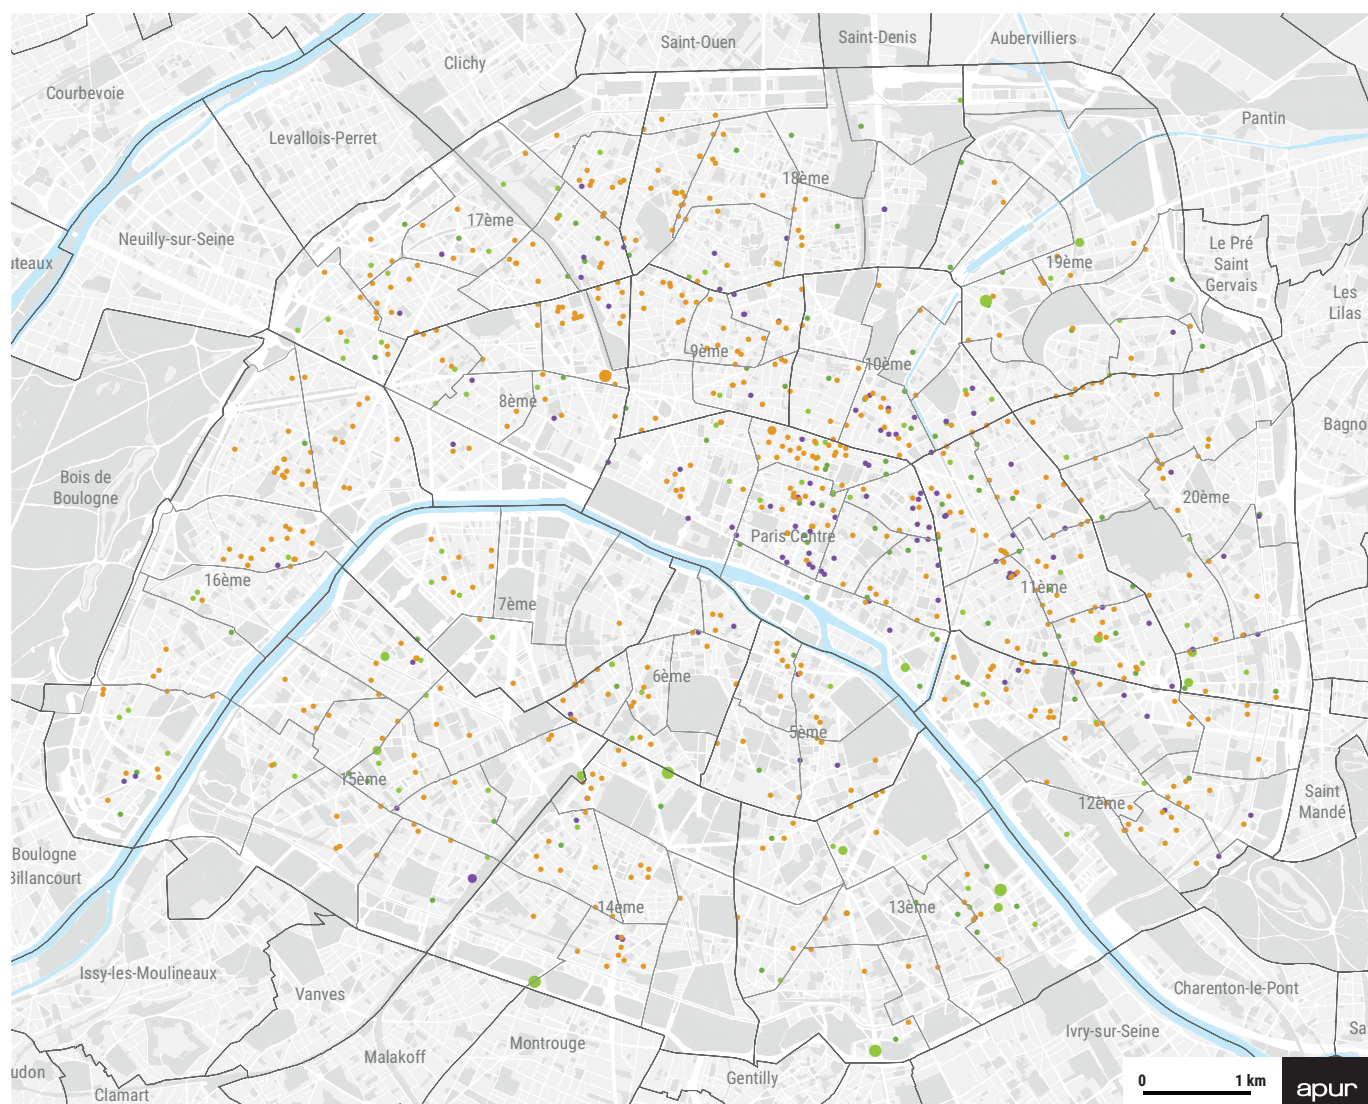 Saint-Ouen
Saint-Denis
Aubervilliers
Clichy
Courbevoie
Pantin
Levallois-Perret
18ème
17ème
Neuilly-sur-Seine
Le Pré
Saint
Gervais
uteaux
19ème
Les
Lilas
9ème
10ème
8ème
Bagno
Bois de
Boulogne
20ème
Paris Centre
16ème
11ème
7ème
6ème
5ème
15ème
Saint
Mandé
12ème
Boulogne
Billancourt
14ème
13ème
Issy-les-Moulineaux
Vanves
Charenton-le-Pont
Ivry-sur-Seine
Sa
Montrouge
Malakoff
udon
Gentilly
Clamart
0 1 km
apur